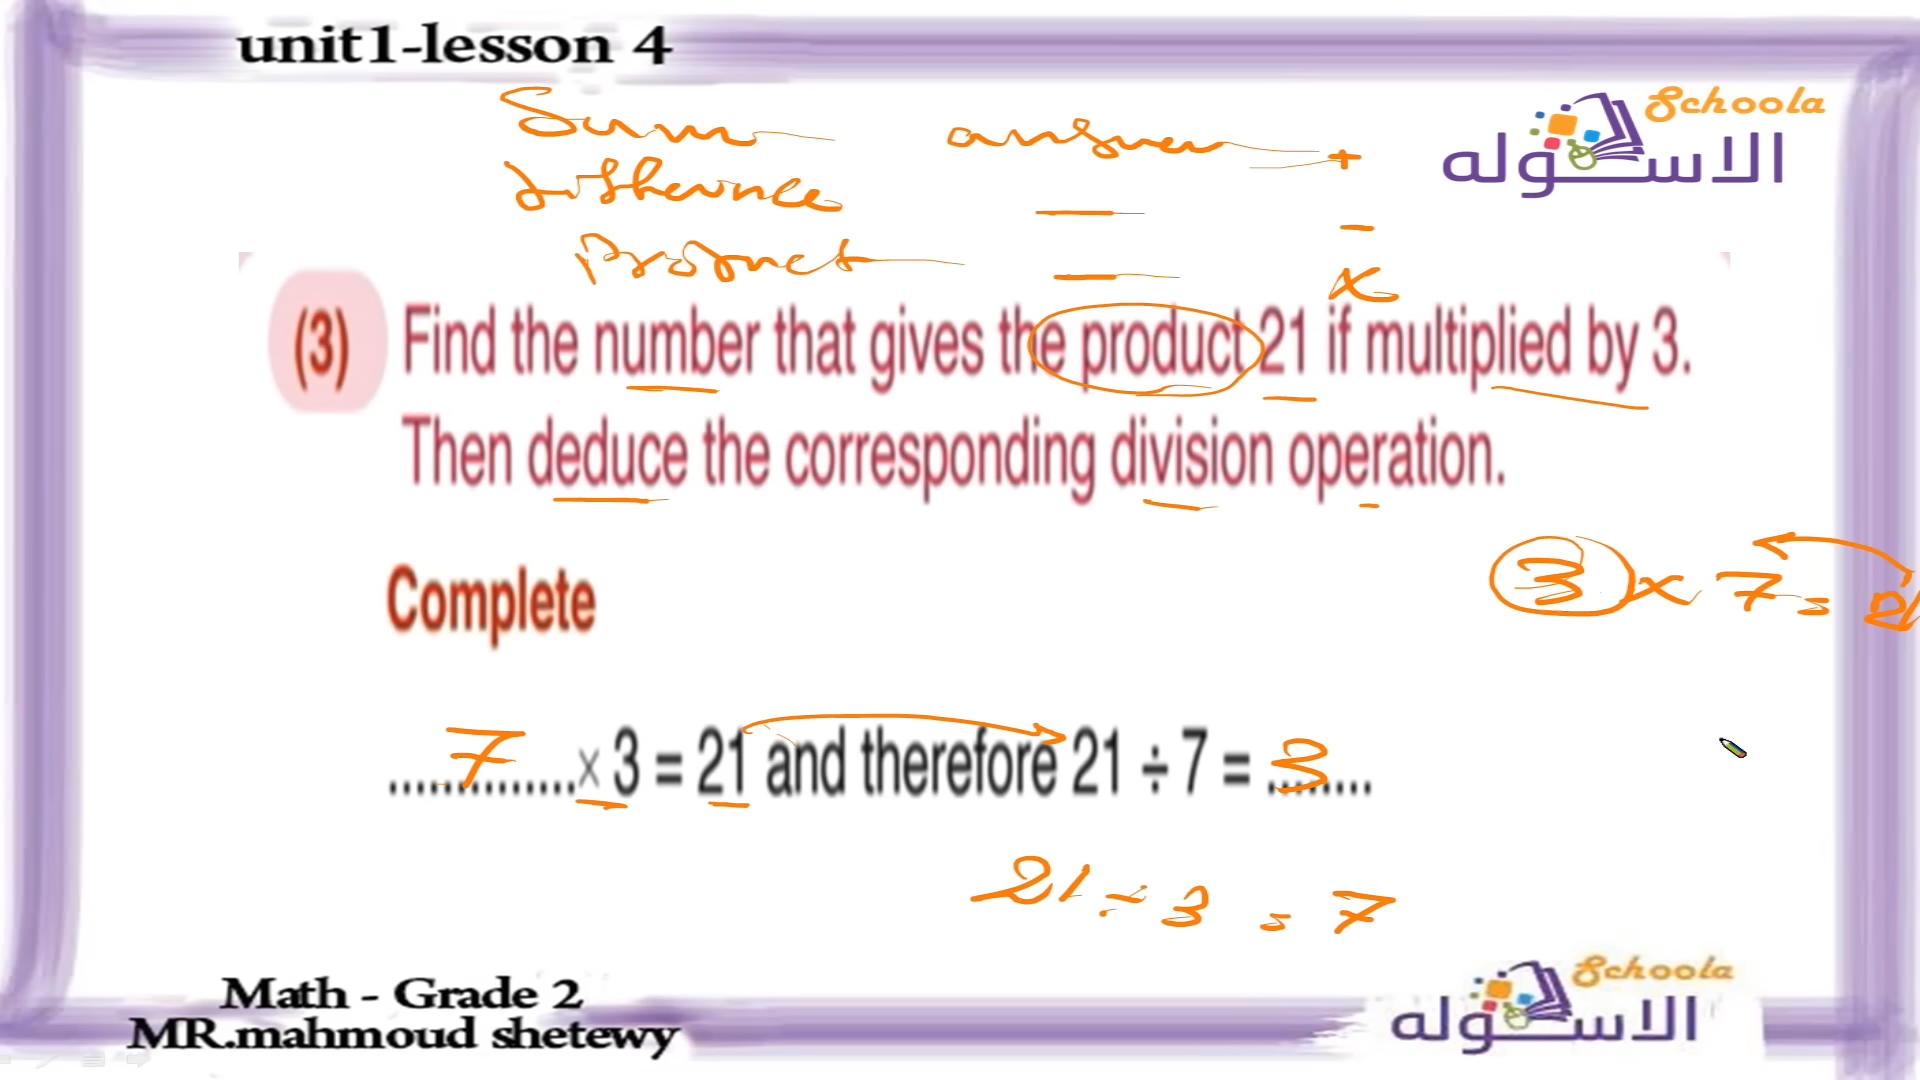 unit1-lesson 4
Schoola
الاسكوله
Sum answer +
difference — -
product — x
(3) Find the number that gives the product 21 if multiplied by 3.
Then deduce the corresponding division operation.
3 x 7 = 21
Complete
...7...x 3 = 21 and therefore 21 ÷ 7 = ...3...
21 ÷ 3 = 7
Math - Grade 2
MR.mahmoud shetewy
Schoola
الاسكوله